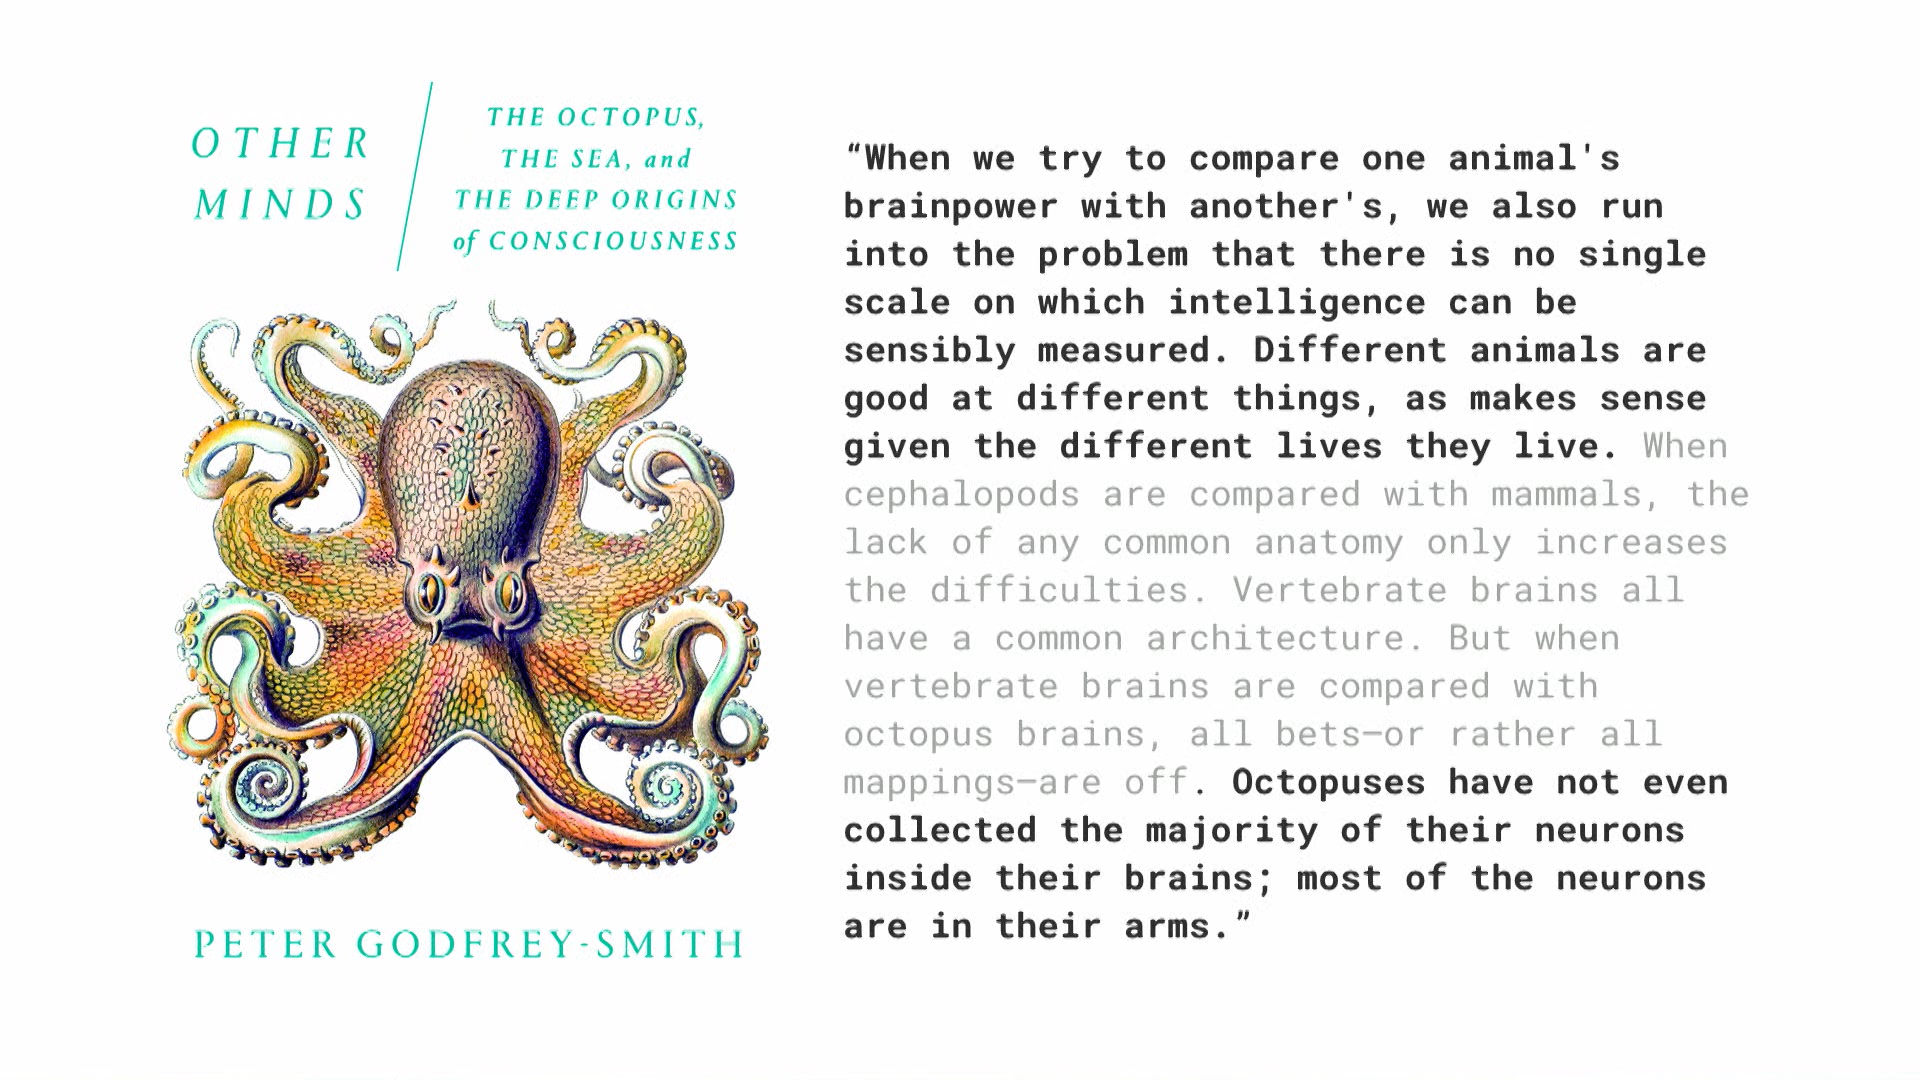 OTHER
MINDS
THE OCTOPUS,
THE SEA, and
THE DEEP ORIGINS
of CONSCIOUSNESS
PETER GODFREY-SMITH
“When we try to compare one animal's
brainpower with another's, we also run
into the problem that there is no single
scale on which intelligence can be
sensibly measured. Different animals are
good at different things, as makes sense
given the different lives they live. When
cephalopods are compared with mammals, the
lack of any common anatomy only increases
the difficulties. Vertebrate brains all
have a common architecture. But when
vertebrate brains are compared with
octopus brains, all bets—or rather all
mappings—are off. Octopuses have not even
collected the majority of their neurons
inside their brains; most of the neurons
are in their arms.”